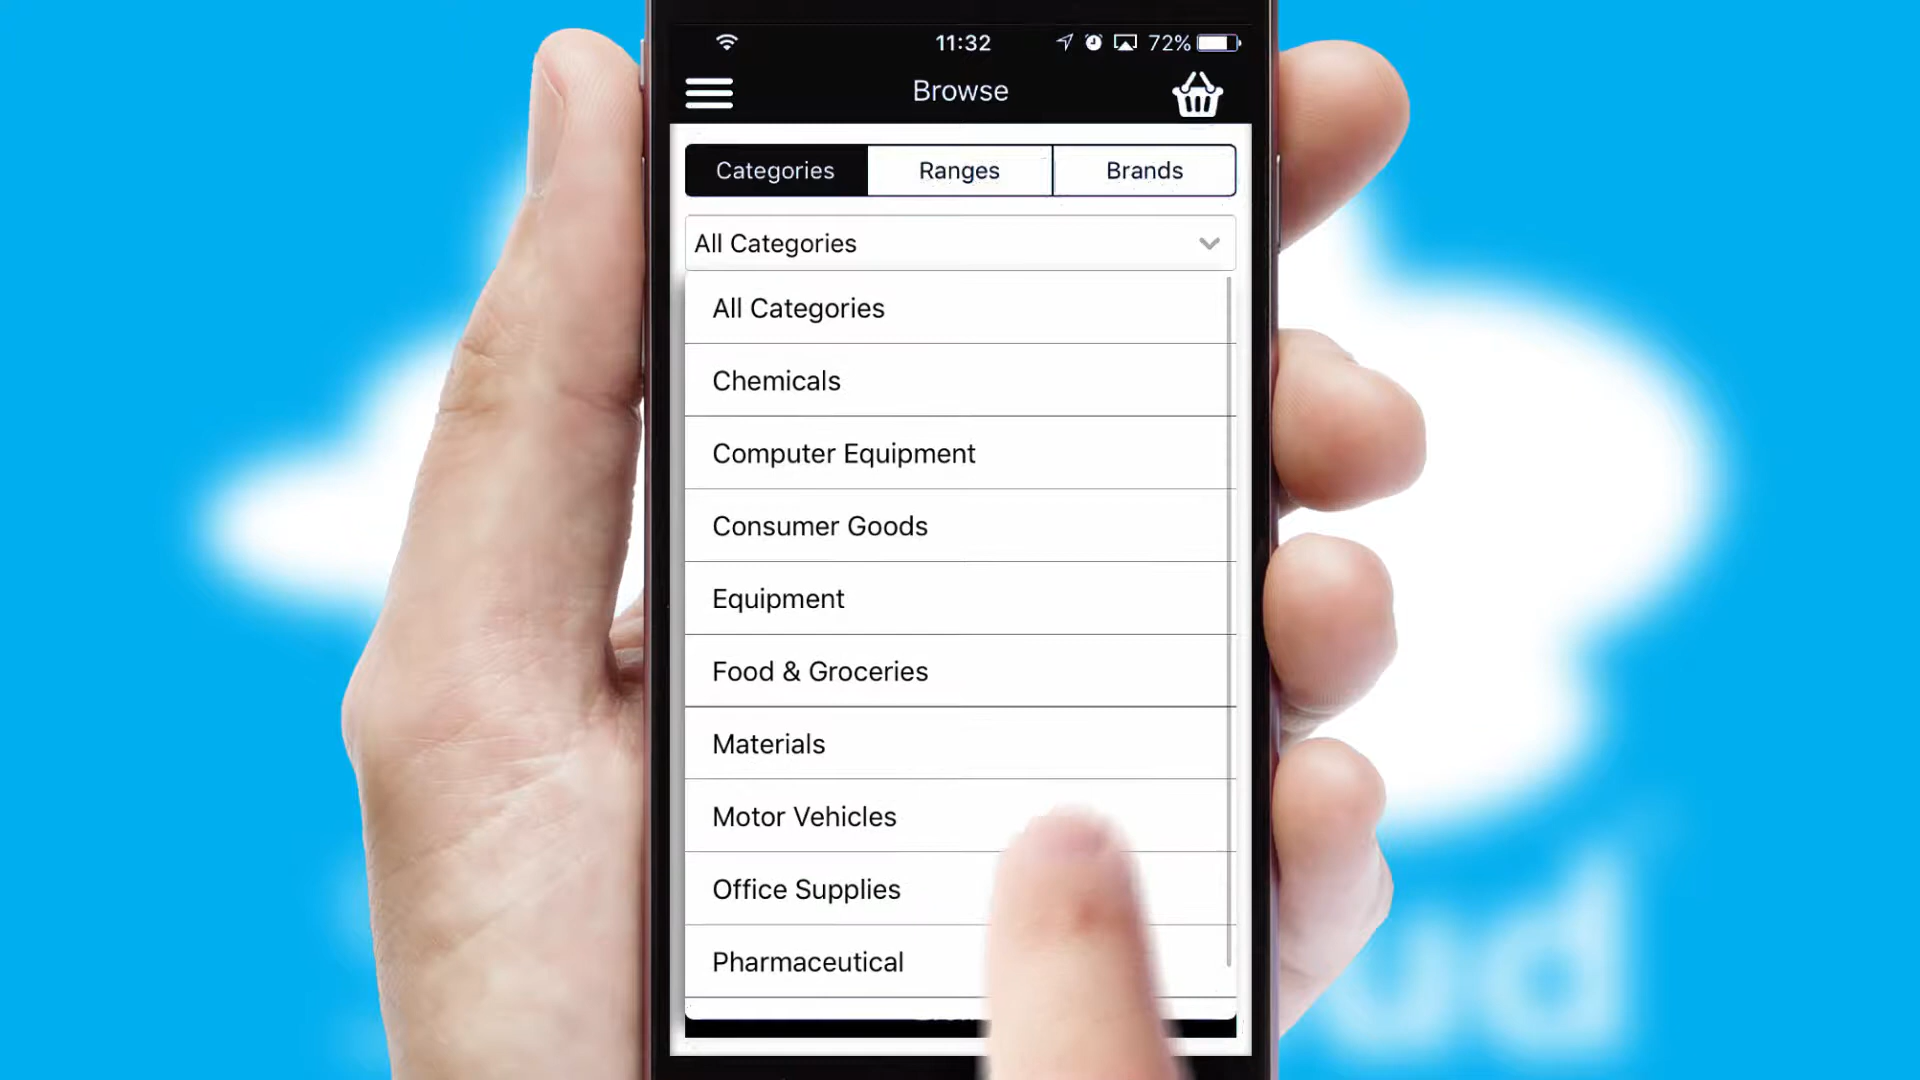 11:32
72%
Browse
Categories
Ranges
Brands
All Categories
All Categories
Chemicals
Computer Equipment
Consumer Goods
Equipment
Food & Groceries
Materials
Motor Vehicles
Office Supplies
Pharmaceutical